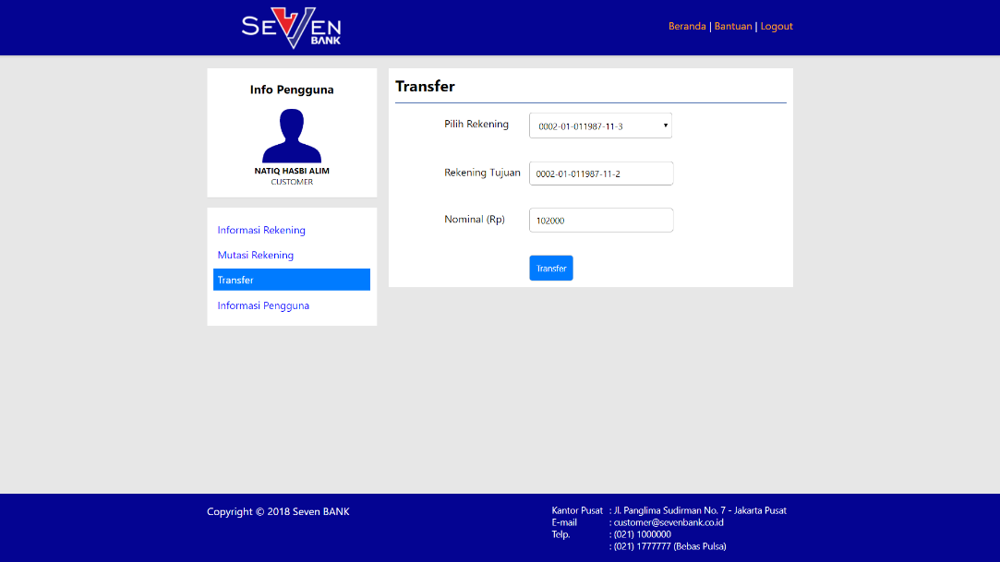 SEVEN
BANK
Beranda | Bantuan | Logout
Info Pengguna
NATIQ HASBI ALIM
CUSTOMER
Informasi Rekening
Mutasi Rekening
Transfer
Informasi Pengguna
Transfer
Pilih Rekening 0002-01-011987-11-3
Rekening Tujuan 0002-01-011987-11-2
Nominal (Rp) 102000
Transfer
Copyright © 2018 Seven BANK
Kantor Pusat : Jl. Panglima Sudirman No. 7 - Jakarta Pusat
E-mail : customer@sevenbank.co.id
Telp. : (021) 1000000
: (021) 1777777 (Bebas Pulsa)